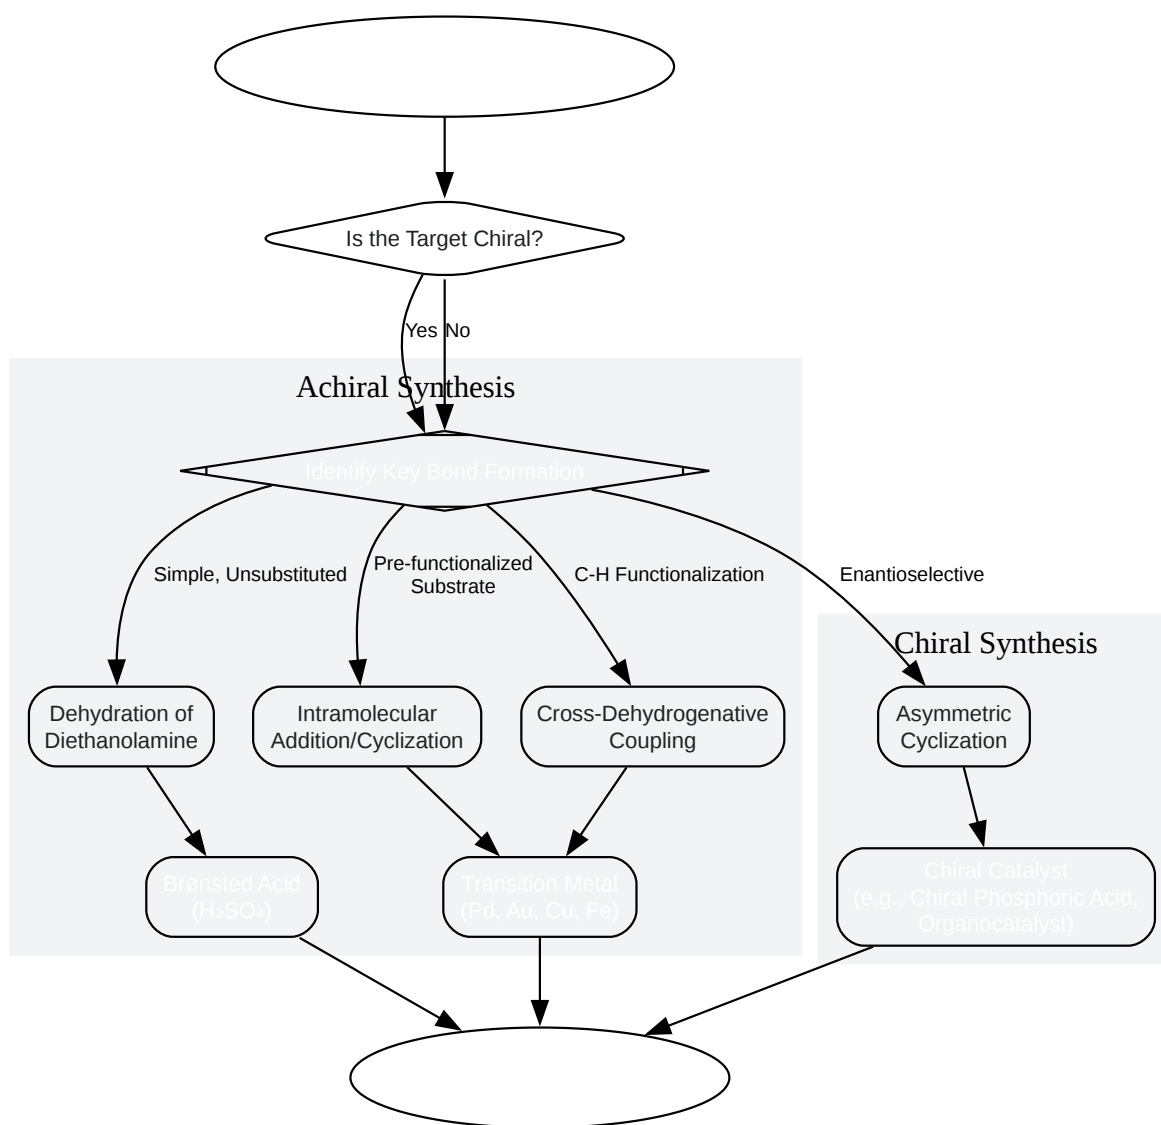 Is the Target Chiral?
Yes
No
Achiral Synthesis
Identify Key Bond Formation
Simple, Unsubstituted
Pre-functionalized
Substrate
C-H Functionalization
Enantioselective
Chiral Synthesis
Dehydration of
Diethanolamine
Intramolecular
Addition/Cyclization
Cross-Dehydrogenative
Coupling
Asymmetric
Cyclization
Brønsted Acid
(H₂SO₄)
Transition Metal
(Pd, Au, Cu, Fe)
Chiral Catalyst
(e.g., Chiral Phosphoric Acid,
Organocatalyst)